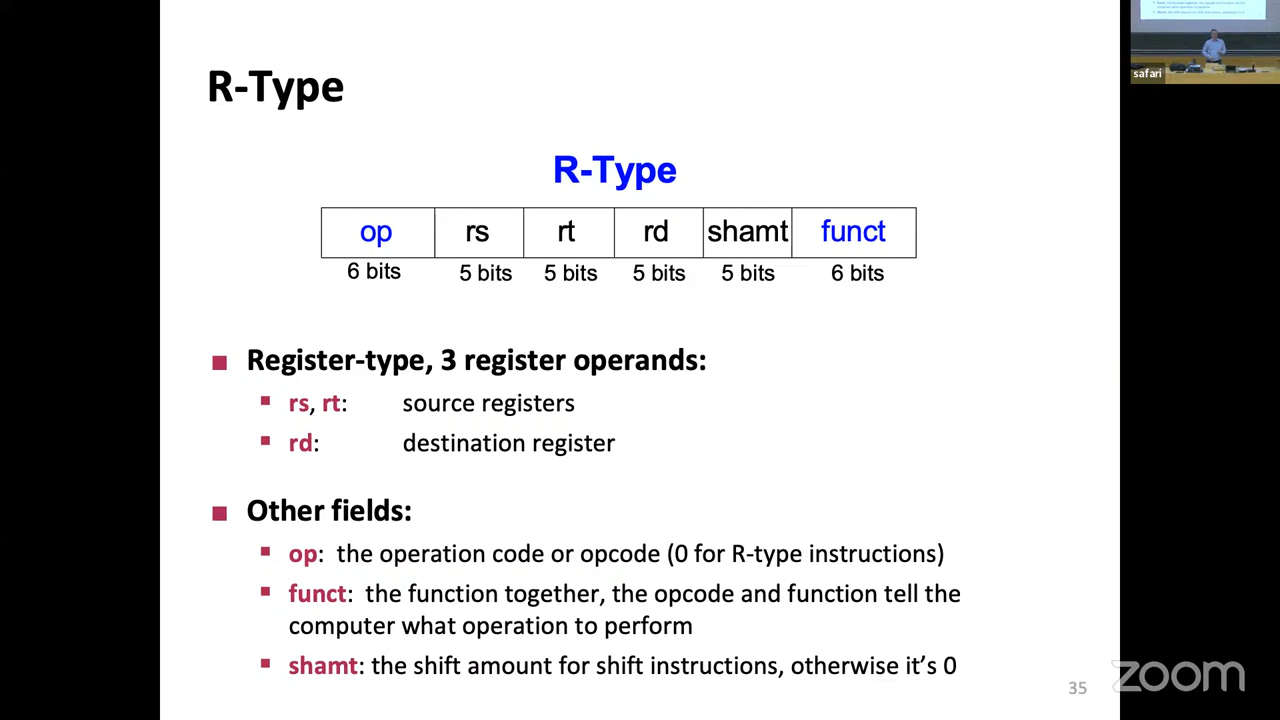 R-Type
R-Type
op rs rt rd shamt funct
6 bits 5 bits 5 bits 5 bits 5 bits 6 bits
Register-type, 3 register operands:
rs, rt: source registers
rd: destination register
Other fields:
op: the operation code or opcode (0 for R-type instructions)
funct: the function together, the opcode and function tell the
computer what operation to perform
shamt: the shift amount for shift instructions, otherwise it's 0
35
zoom
safari